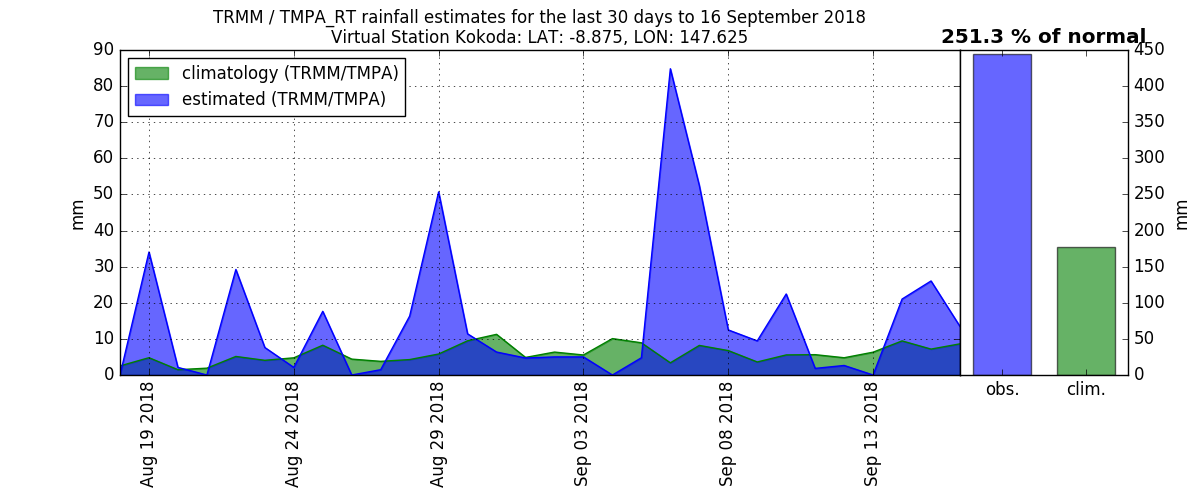 TRMM / TMPA_RT rainfall estimates for the last 30 days to 16 September 2018
Virtual Station Kokoda: LAT: -8.875, LON: 147.625
251.3 % of normal
climatology (TRMM/TMPA)
estimated (TRMM/TMPA)
90
80
70
60
50
40
30
20
10
0
mm
Aug 19 2018
Aug 24 2018
Aug 29 2018
Sep 03 2018
Sep 08 2018
Sep 13 2018
450
400
350
300
250
200
150
100
50
0
mm
obs.
clim.